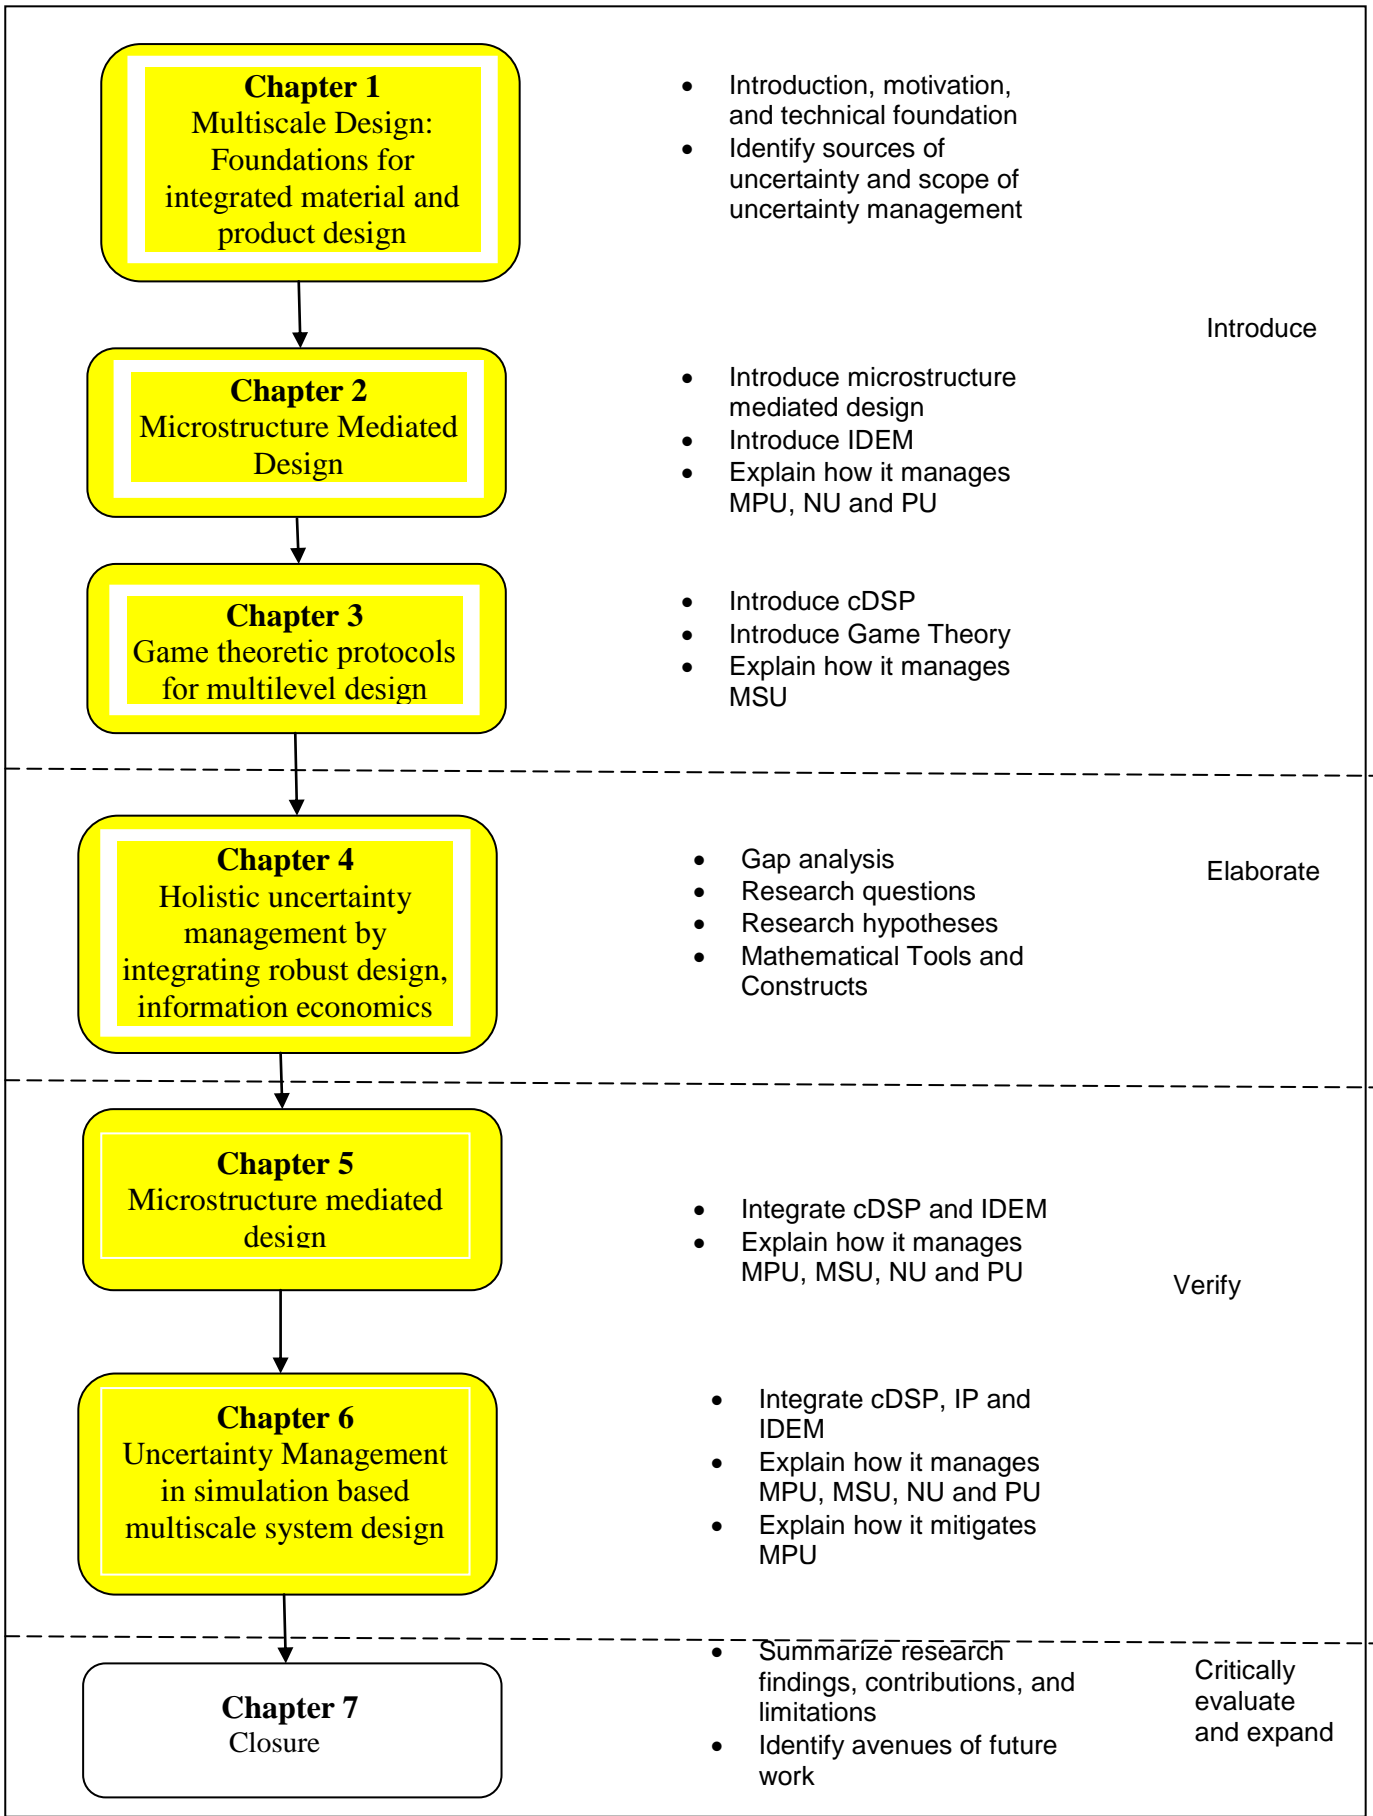 Chapter 1
Multiscale Design:
Foundations for
integrated material and
product design
• Introduction, motivation,
and technical foundation
• Identify sources of
uncertainty and scope of
uncertainty management
Introduce
Chapter 2
Microstructure Mediated
Design
• Introduce microstructure
mediated design
• Introduce IDEM
• Explain how it manages
MPU, NU and PU
Chapter 3
Game theoretic protocols
for multilevel design
• Introduce cDSP
• Introduce Game Theory
• Explain how it manages
MSU
Chapter 4
Holistic uncertainty
management by
integrating robust design,
information economics
• Gap analysis
• Research questions
• Research hypotheses
• Mathematical Tools and
Constructs
Elaborate
Chapter 5
Microstructure mediated
design
• Integrate cDSP and IDEM
• Explain how it manages
MPU, MSU, NU and PU
Verify
Chapter 6
Uncertainty Management
in simulation based
multiscale system design
• Integrate cDSP, IP and
IDEM
• Explain how it manages
MPU, MSU, NU and PU
• Explain how it mitigates
MPU
Chapter 7
Closure
• Summarize research
findings, contributions, and
limitations
• Identify avenues of future
work
Critically
evaluate
and expand